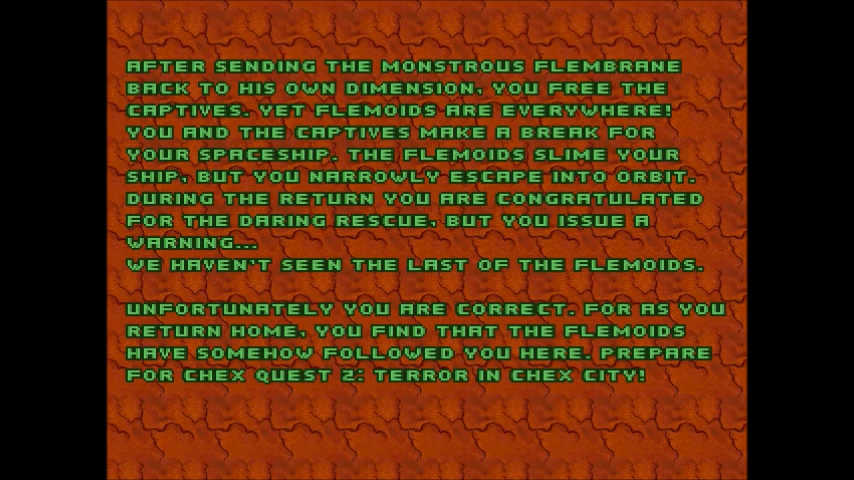 AFTER SENDING THE MONSTROUS FLEMBRANE
BACK TO HIS OWN DIMENSION, YOU FREE THE
CAPTIVES. YET FLEMOIDS ARE EVERYWHERE!
YOU AND THE CAPTIVES MAKE A BREAK FOR
YOUR SPACESHIP. THE FLEMOIDS SLIME YOUR
SHIP, BUT YOU NARROWLY ESCAPE INTO ORBIT.
DURING THE RETURN YOU ARE CONGRATULATED
FOR THE DARING RESCUE, BUT YOU ISSUE A
WARNING...
WE HAVEN'T SEEN THE LAST OF THE FLEMOIDS.
UNFORTUNATELY YOU ARE CORRECT. FOR AS YOU
RETURN HOME, YOU FIND THAT THE FLEMOIDS
HAVE SOMEHOW FOLLOWED YOU HERE. PREPARE
FOR CHEX QUEST 2: TERROR IN CHEX CITY!